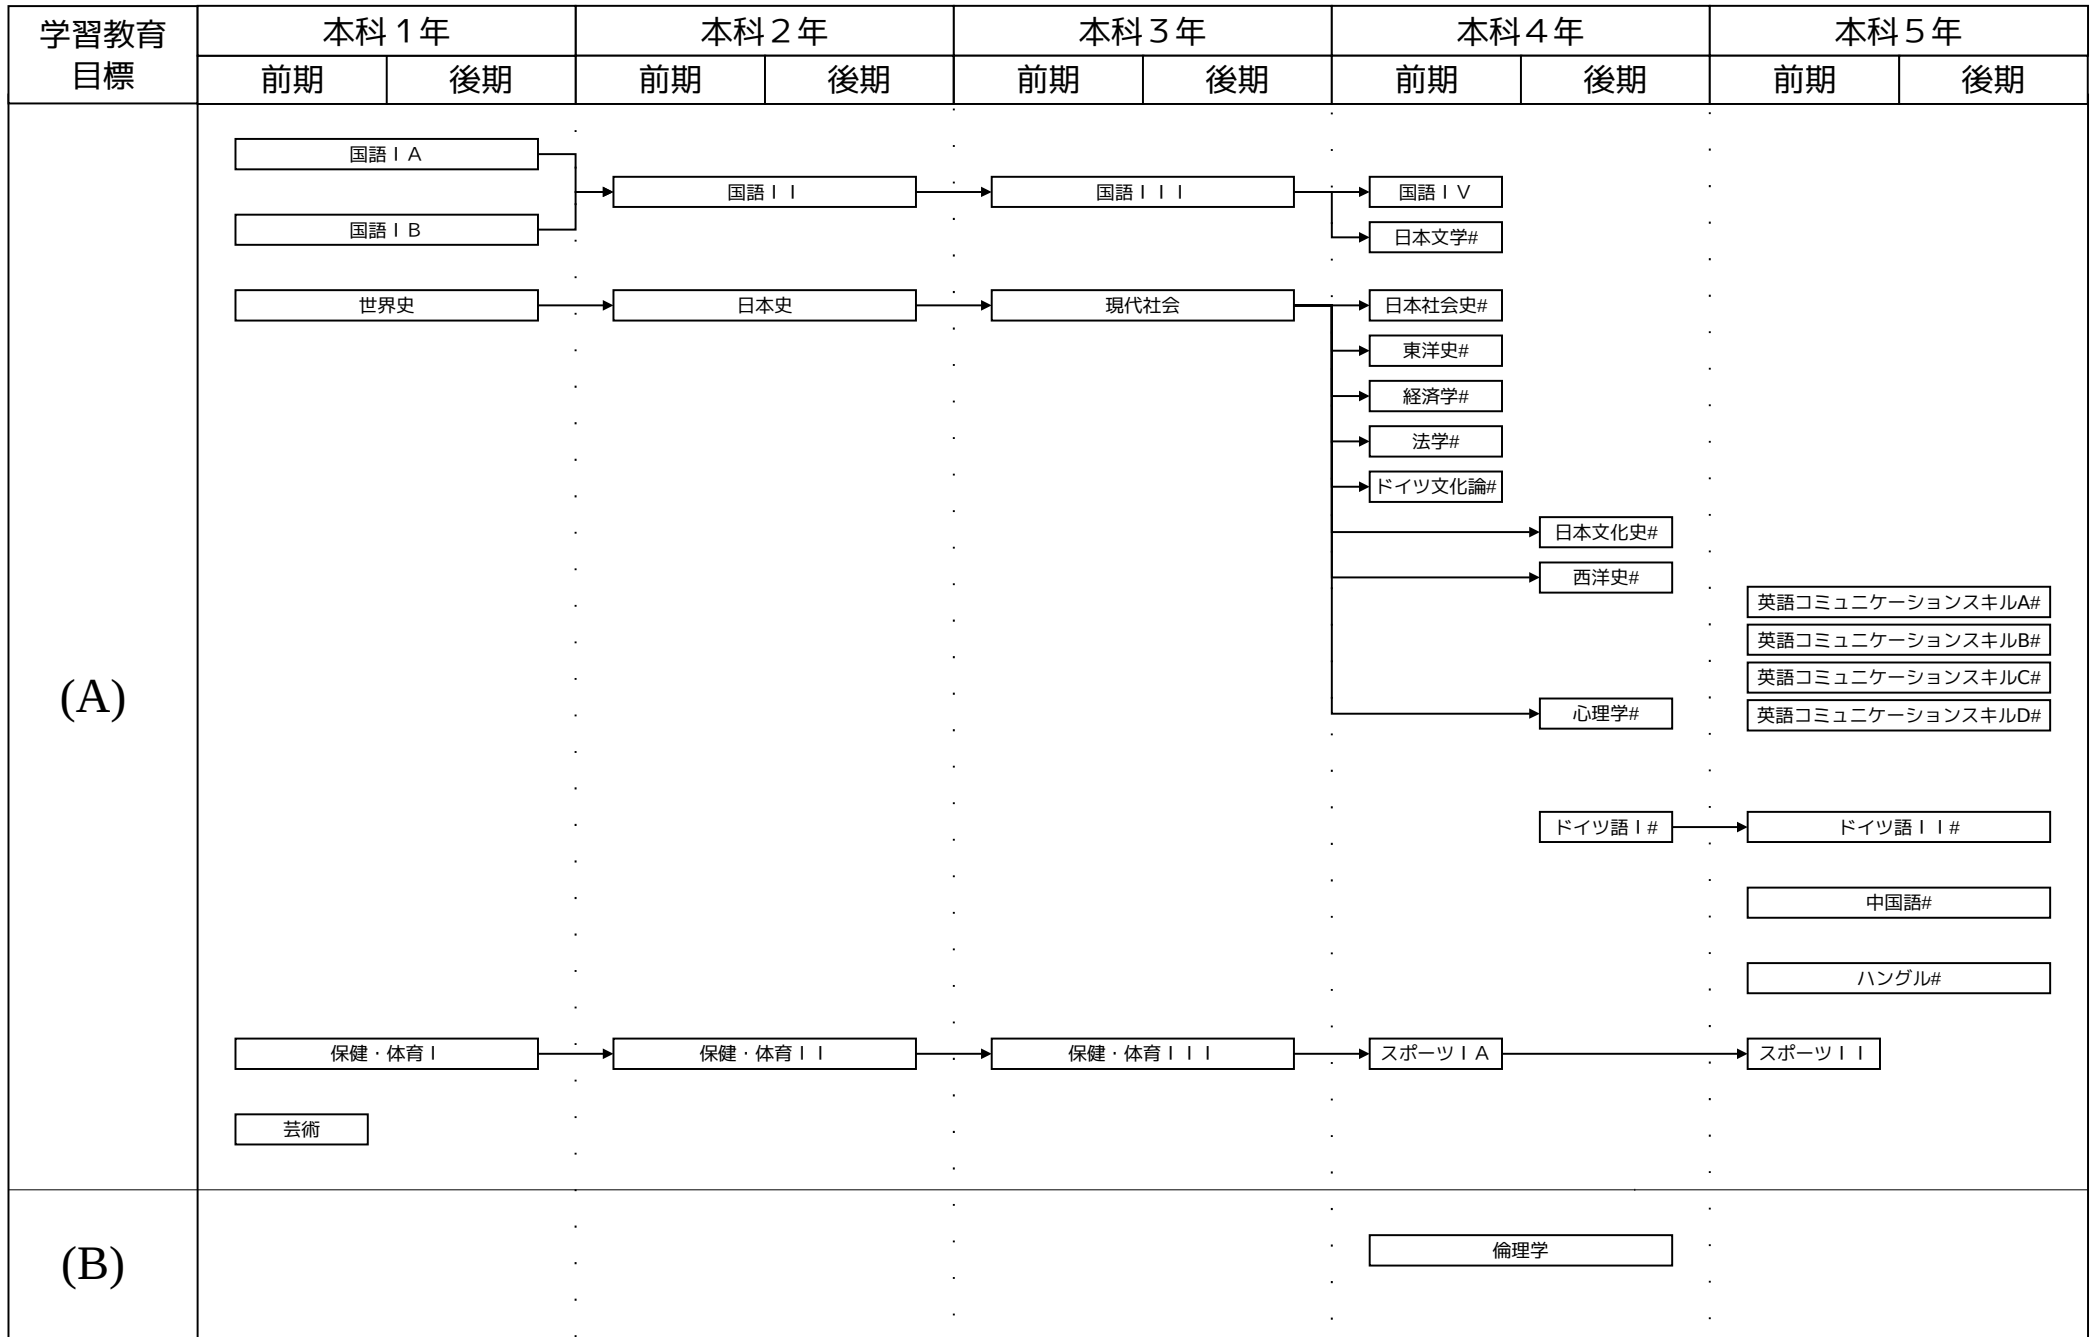 学習教育
目標
本科１年
本科２年
本科３年
本科４年
本科５年
前期
後期
前期
後期
前期
後期
前期
後期
前期
後期
(A)
国語ＩＡ
国語ＩＢ
国語ＩＩ
国語ＩＩＩ
国語ＩＶ
日本文学#
世界史
日本史
現代社会
日本社会史#
東洋史#
経済学#
法学#
ドイツ文化論#
日本文化史#
西洋史#
英語コミュニケーションスキルA#
英語コミュニケーションスキルB#
英語コミュニケーションスキルC#
心理学#
英語コミュニケーションスキルD#
ドイツ語Ｉ#
ドイツ語ＩＩ#
中国語#
ハングル#
保健・体育Ｉ
保健・体育ＩＩ
保健・体育ＩＩＩ
スポーツＩＡ
スポーツＩＩ
芸術
(B)
倫理学